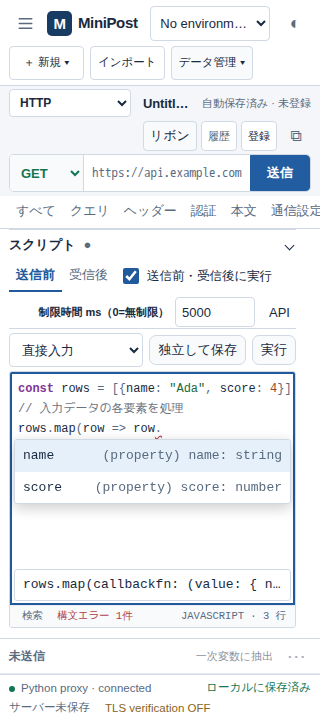 M MiniPost No environm…
＋ 新規 ▾ インポート データ管理 ▾
HTTP Untitl… 自動保存済み · 未登録
リボン 履歴 登録
GET https://api.example.com 送信
すべて クエリ ヘッダー 認証 本文 通信設定
スクリプト
送信前 受信後 送信前・受信後に実行
制限時間 ms（0=無制限） 5000 API
直接入力 独立して保存 実行
const rows = [{name: "Ada", score: 4}]
// 入力データの各要素を処理
rows.map(row => row.
name (property) name: string
score (property) score: number
rows.map(callbackfn: (value: { n…
検索 構文エラー 1件 JAVASCRIPT · 3 行
未送信 一次変数に抽出 ···
Python proxy · connected ローカルに保存済み
サーバー未保存 TLS verification OFF